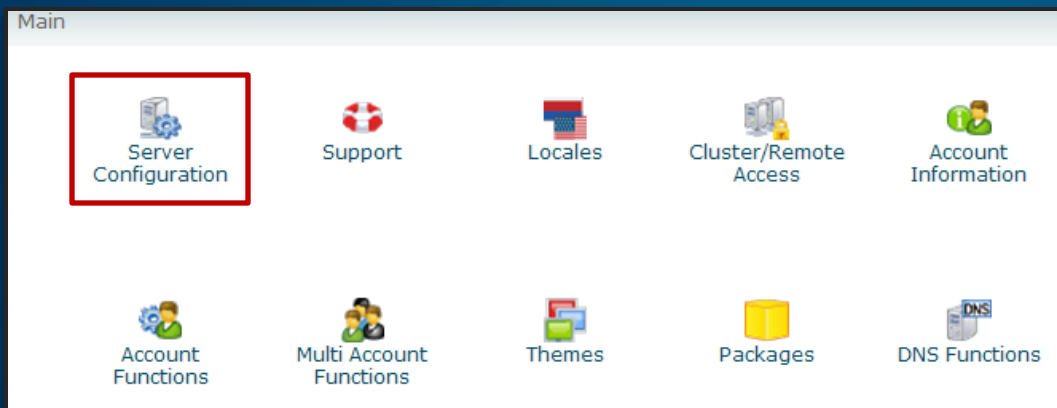 Main
Server
Configuration
Support
Locales
Cluster/Remote
Access
Account
Information
Account
Functions
Multi Account
Functions
Themes
Packages
DNS
DNS Functions